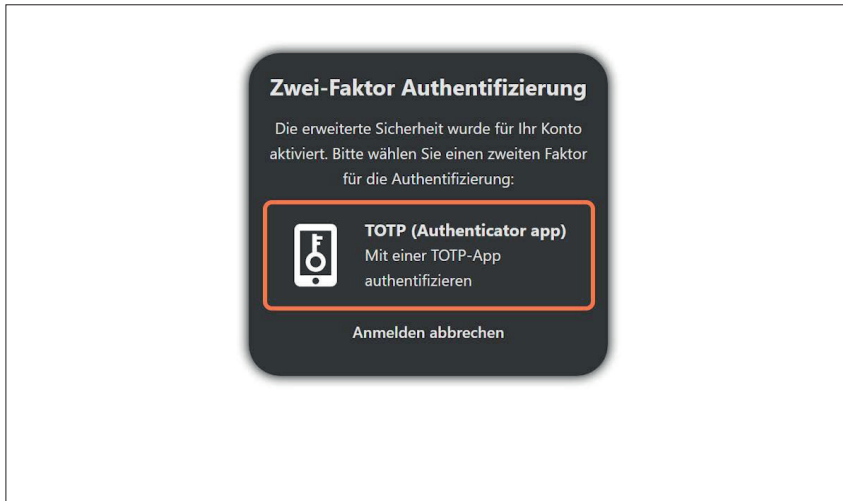 Zwei-Faktor Authentifizierung
Die erweiterte Sicherheit wurde für Ihr Konto
aktiviert. Bitte wählen Sie einen zweiten Faktor
für die Authentifizierung:
TOTP (Authenticator app)
Mit einer TOTP-App
authentifizieren
Anmelden abbrechen